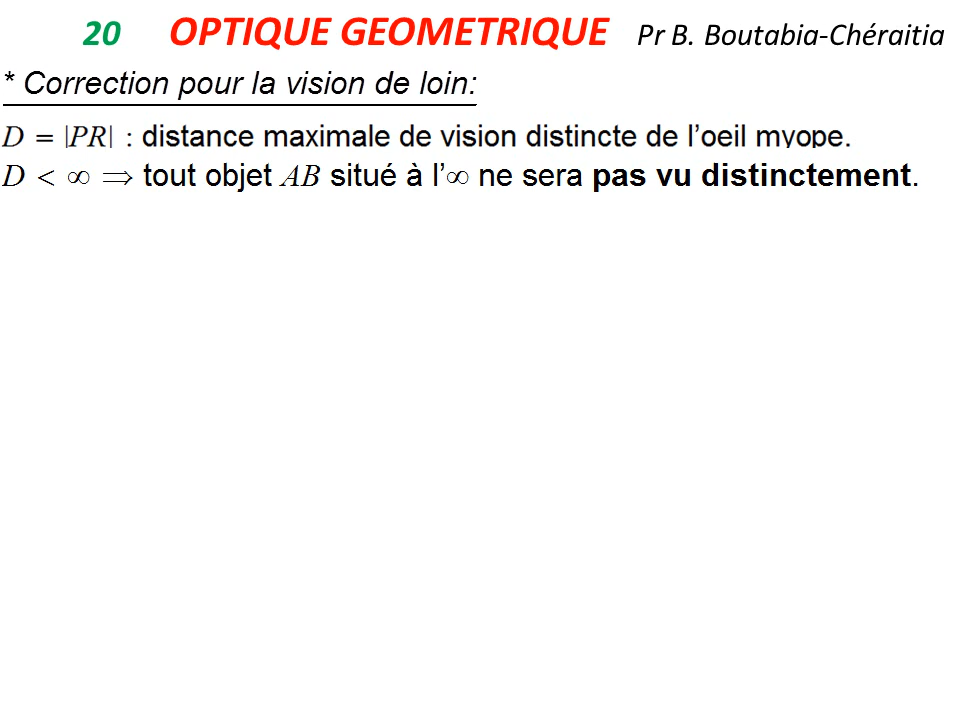 20 OPTIQUE GEOMETRIQUE Pr B. Boutabia-Chéraitia
* Correction pour la vision de loin:
D = |PR| : distance maximale de vision distincte de l'oeil myope.
D < ∞ ⟹ tout objet AB situé à l'∞ ne sera pas vu distinctement.